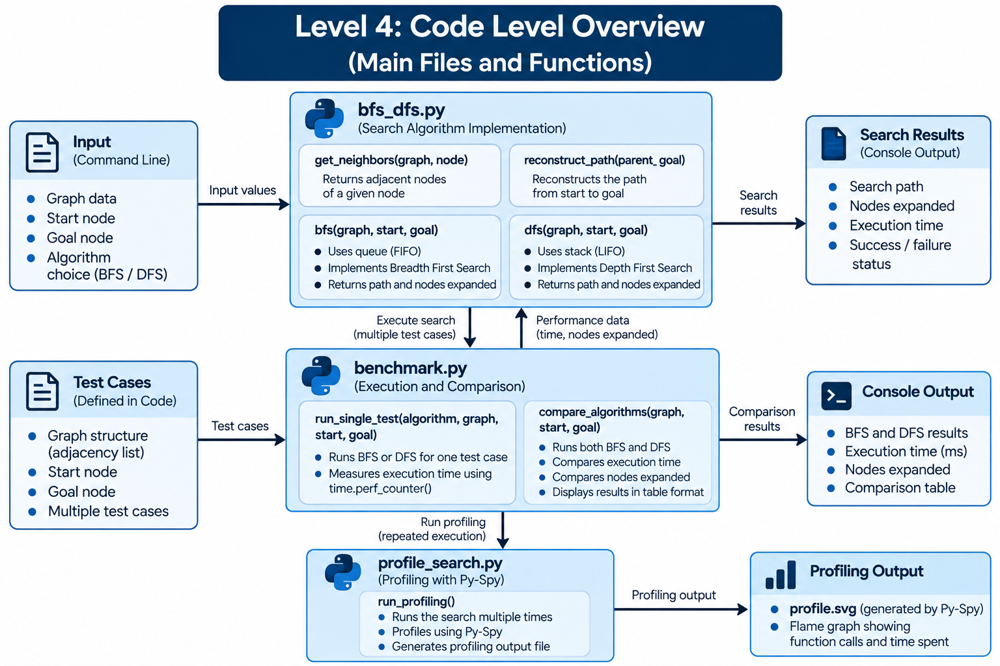 Level 4: Code Level Overview
(Main Files and Functions)
Input
(Command Line)
Graph data
Start node
Goal node
Algorithm
choice (BFS / DFS)
Input values
bfs_dfs.py
(Search Algorithm Implementation)
get_neighbors(graph, node)
Returns adjacent nodes
of a given node
reconstruct_path(parent_ goal)
Reconstructs the path
from start to goal
bfs(graph, start, goal)
Uses queue (FIFO)
Implements Breadth First Search
Returns path and nodes expanded
dfs(graph, start, goal)
Uses stack (LIFO)
Implements Depth First Search
Returns path and nodes expanded
Search
results
Search Results
(Console Output)
Search path
Nodes expanded
Execution time
Success / failure
status
Execute search
(multiple test cases)
Performance data
(time, nodes expanded)
Test Cases
(Defined in Code)
Graph structure
(adjacency list)
Start node
Goal node
Multiple test cases
Test cases
benchmark.py
(Execution and Comparison)
run_single_test(algorithm, graph,
start, goal)
Runs BFS or DFS for one test case
Measures execution time using
time.perf_counter()
compare_algorithms(graph,
start, goal)
Runs both BFS and DFS
Compares execution time
Compares nodes expanded
Displays results in table format
Comparison
results
>_
Console Output
BFS and DFS results
Execution time (ms)
Nodes expanded
Comparison table
Run profiling
(repeated execution)
profile_search.py
(Profiling with Py-Spy)
run_profiling()
Runs the search multiple times
Profiles using Py-Spy
Generates profiling output file
Profiling output
Profiling Output
profile.svg (generated by Py-Spy)
Flame graph showing
function calls and time spent